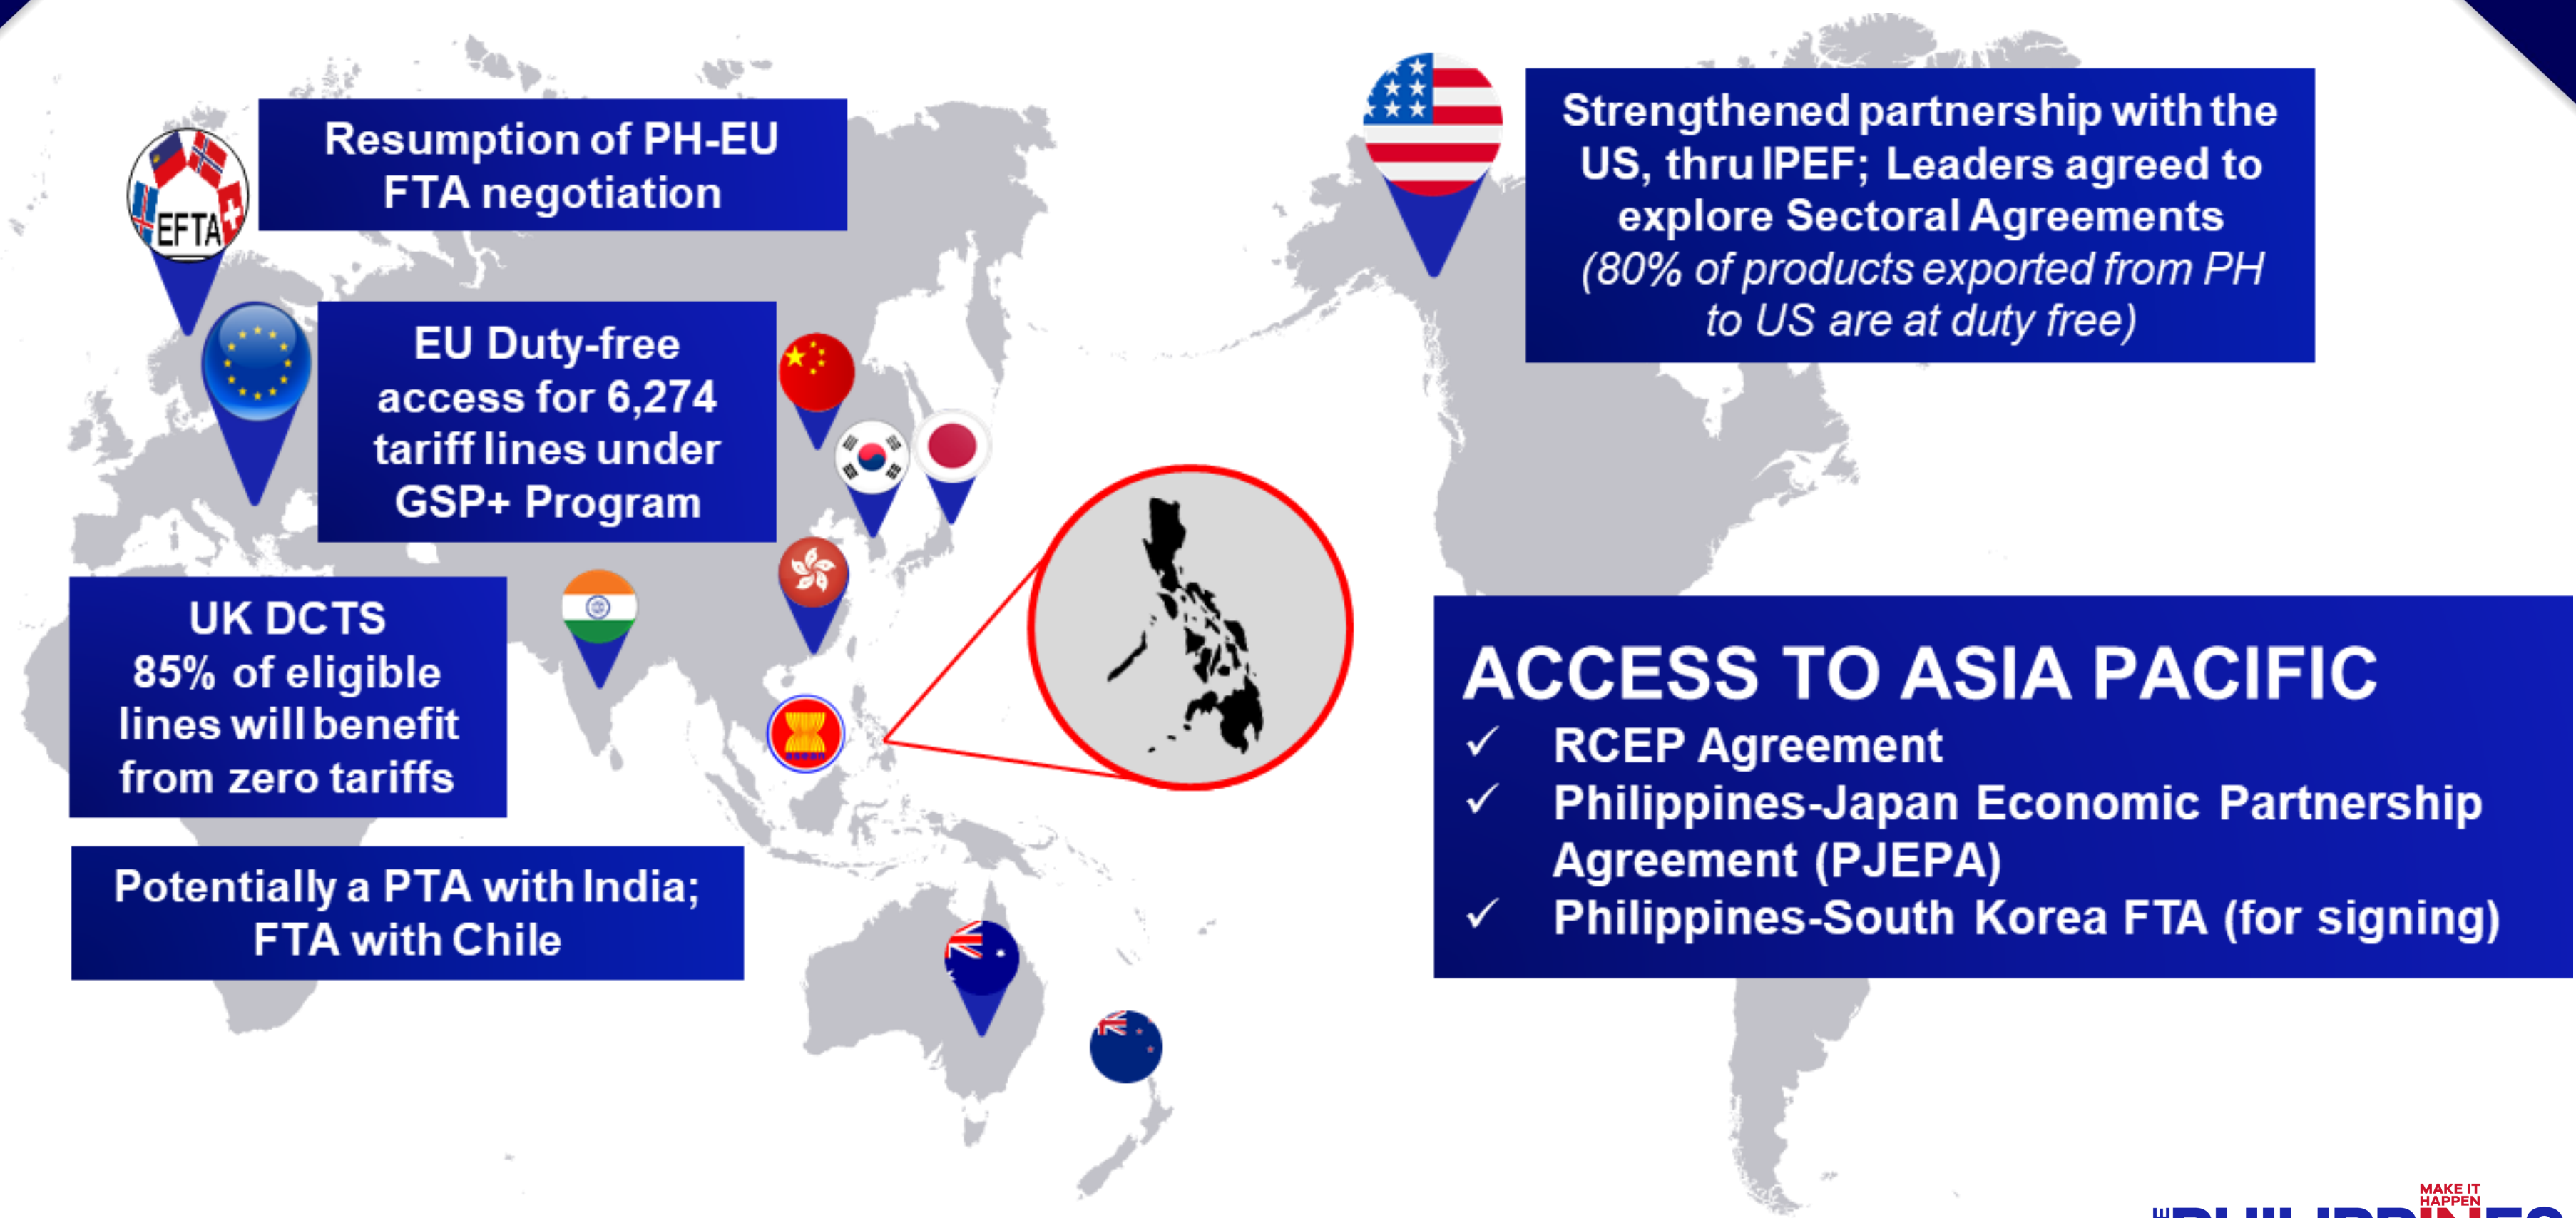 Resumption of PH-EU
FTA negotiation
EFTA
EU Duty-free
access for 6,274
tariff lines under
GSP+ Program
UK DCTS
85% of eligible
lines will benefit
from zero tariffs
Potentially a PTA with India;
FTA with Chile
Strengthened partnership with the
US, thru IPEF; Leaders agreed to
explore Sectoral Agreements
(80% of products exported from PH
to US are at duty free)
ACCESS TO ASIA PACIFIC
✓ RCEP Agreement
✓ Philippines-Japan Economic Partnership
Agreement (PJEPA)
✓ Philippines-South Korea FTA (for signing)
MAKE IT
HAPPEN